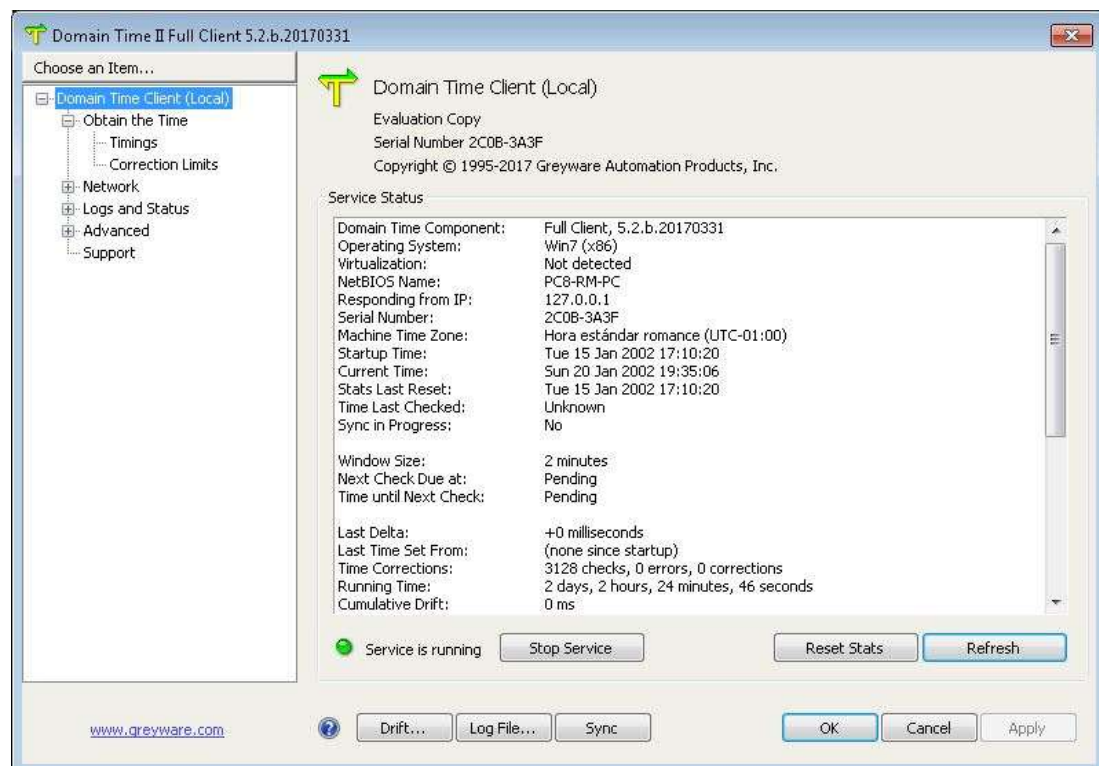 Domain Time II Full Client 5.2.b.20170331
Choose an Item...
Domain Time Client (Local)
Obtain the Time
Timings
Correction Limits
Network
Logs and Status
Advanced
Support
Domain Time Client (Local)
Evaluation Copy
Serial Number 2C0B-3A3F
Copyright © 1995-2017 Greyware Automation Products, Inc.
Service Status
Domain Time Component: Full Client, 5.2.b.20170331
Operating System: Win7 (x86)
Virtualization: Not detected
NetBIOS Name: PC8-RM-PC
Responding from IP: 127.0.0.1
Serial Number: 2C0B-3A3F
Machine Time Zone: Hora estándar romance (UTC-01:00)
Startup Time: Tue 15 Jan 2002 17:10:20
Current Time: Sun 20 Jan 2002 19:35:06
Stats Last Reset: Tue 15 Jan 2002 17:10:20
Time Last Checked: Unknown
Sync in Progress: No
Window Size: 2 minutes
Next Check Due at: Pending
Time until Next Check: Pending
Last Delta: +0 milliseconds
Last Time Set From: (none since startup)
Time Corrections: 3128 checks, 0 errors, 0 corrections
Running Time: 2 days, 2 hours, 24 minutes, 46 seconds
Cumulative Drift: 0 ms
Service is running Stop Service Reset Stats Refresh
www.greyware.com Drift... Log File... Sync OK Cancel Apply